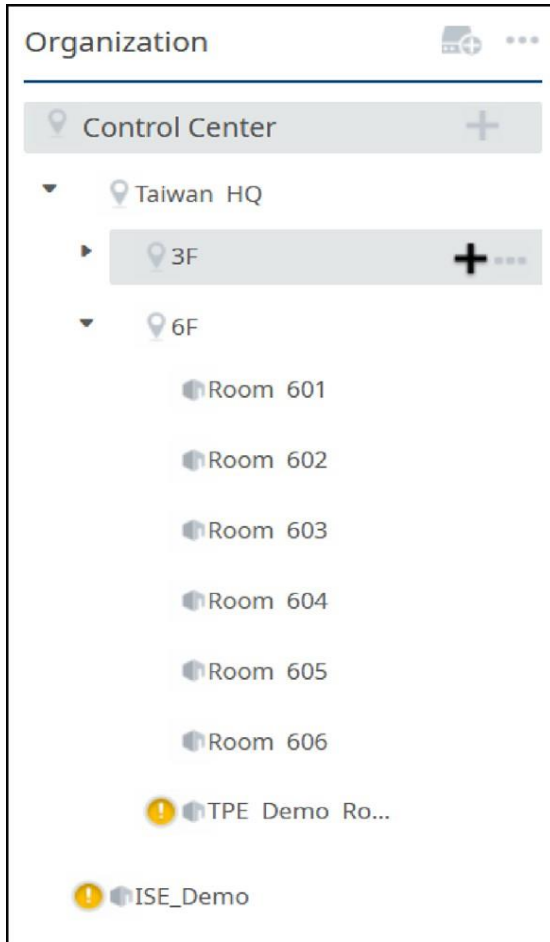 Organization
Control Center
Taiwan HQ
3F
6F
Room 601
Room 602
Room 603
Room 604
Room 605
Room 606
TPE Demo Ro...
ISE_Demo